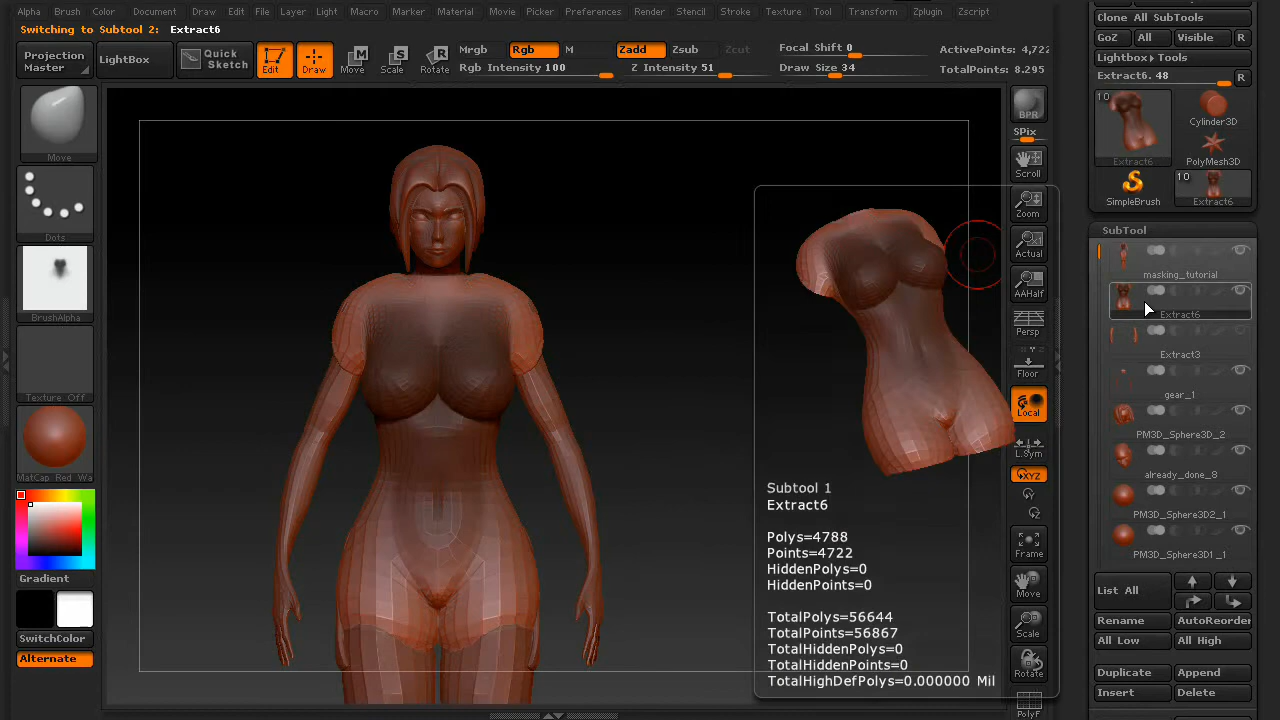 Alpha Brush Color Document Draw Edit File Layer Light Macro Marker Material Movie Picker Preferences Render Stencil Stroke Texture Tool Transform Zplugin Zscript
Switching to Subtool 2: Extract6
Projection Master
LightBox
Quick Sketch
Edit
Draw
Move
Scale
Rotate
Mrgb
Rgb
M
Rgb Intensity 100
Zadd
Zsub
Zcut
Z Intensity 51
Focal Shift 0
Draw Size 34
ActivePoints: 4,722
TotalPoints: 8.295
Move
Dots
BrushAlpha
Texture Off
MatCap Red Wa
Gradient
SwitchColor
Alternate
BPR
SPix
Scroll
Zoom
Actual
AAHalf
Persp
Floor
Local
L.Sym
XYZ
Frame
Move
Scale
Rotate
PolyF
Subtool 1
Extract6
Polys=4788
Points=4722
HiddenPolys=0
HiddenPoints=0
TotalPolys=56644
TotalPoints=56867
TotalHiddenPolys=0
TotalHiddenPoints=0
TotalHighDefPolys=0.000000 Mil
Clone All SubTools
GoZ All Visible R
Lightbox▸Tools
Extract6. 48 R
10
Extract6
Cylinder3D
PolyMesh3D
SimpleBrush
10
Extract6
SubTool
masking_tutorial
Extract6
Extract3
gear_1
PM3D_Sphere3D_2
already_done_8
PM3D_Sphere3D2_1
PM3D_Sphere3D1_1
List All
Rename AutoReorder
All Low All High
Duplicate Append
Insert Delete